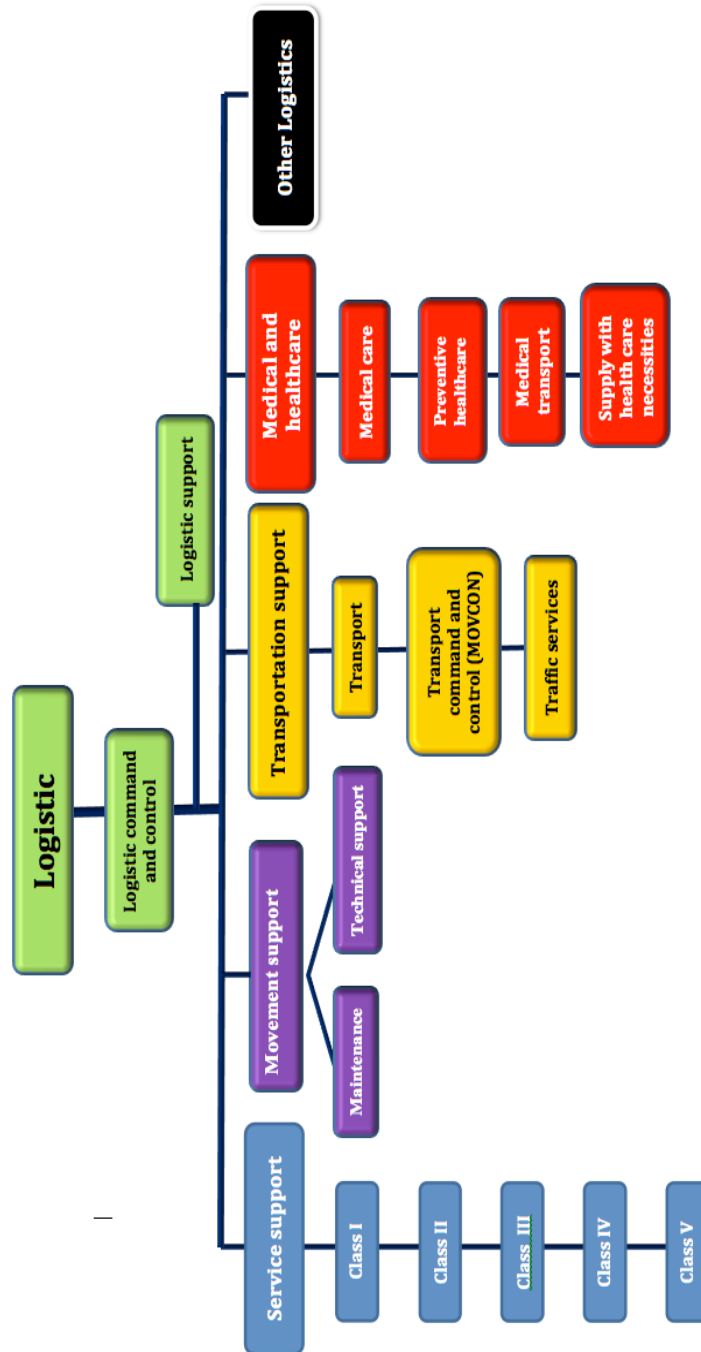 Logistic
Logistic command
and control
Logistic support
Service support
Class I
Class II
Class III
Class IV
Class V
Movement support
Maintenance
Technical support
Transportation support
Transport
Transport
command and
control (MOVCON)
Traffic services
Medical and
healthcare
Medical care
Preventive
healthcare
Medical
transport
Supply with
health care
necessities
Other Logistics